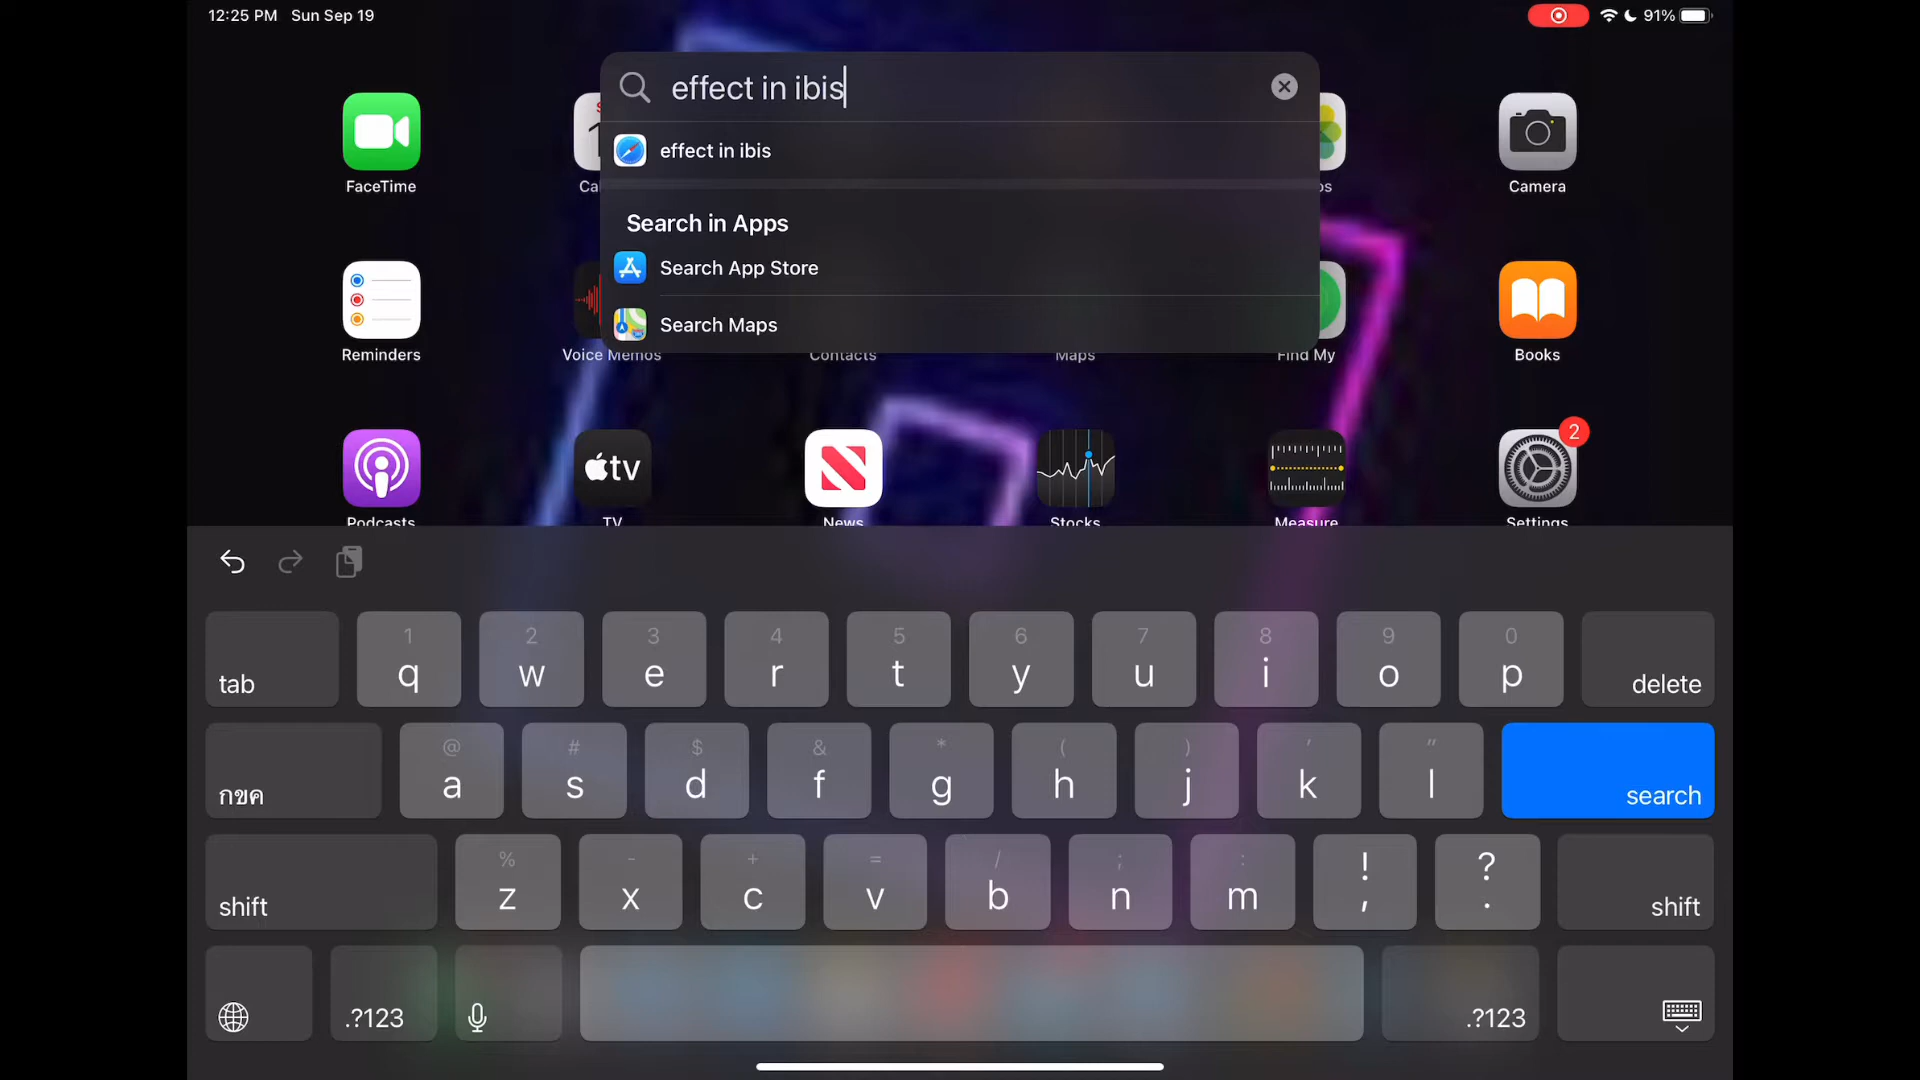 12:25 PM Sun Sep 19
91%
effect in ibis
effect in ibis
Search in Apps
Search App Store
Search Maps
FaceTime
Ca
os
Camera
Reminders
Voice Memos
Contacts
Maps
Find My
Books
tv
2
Podcasts
TV
News
Stocks
Measure
Settings
tab
1 2 3 4 5 6 7 8 9 0
q w e r t y u i o p
delete
กขค
@ # $ & * ( ) ' "
a s d f g h j k l
search
shift
% - + = / ; : ! ?
z x c v b n m , .
shift
.?123
.?123